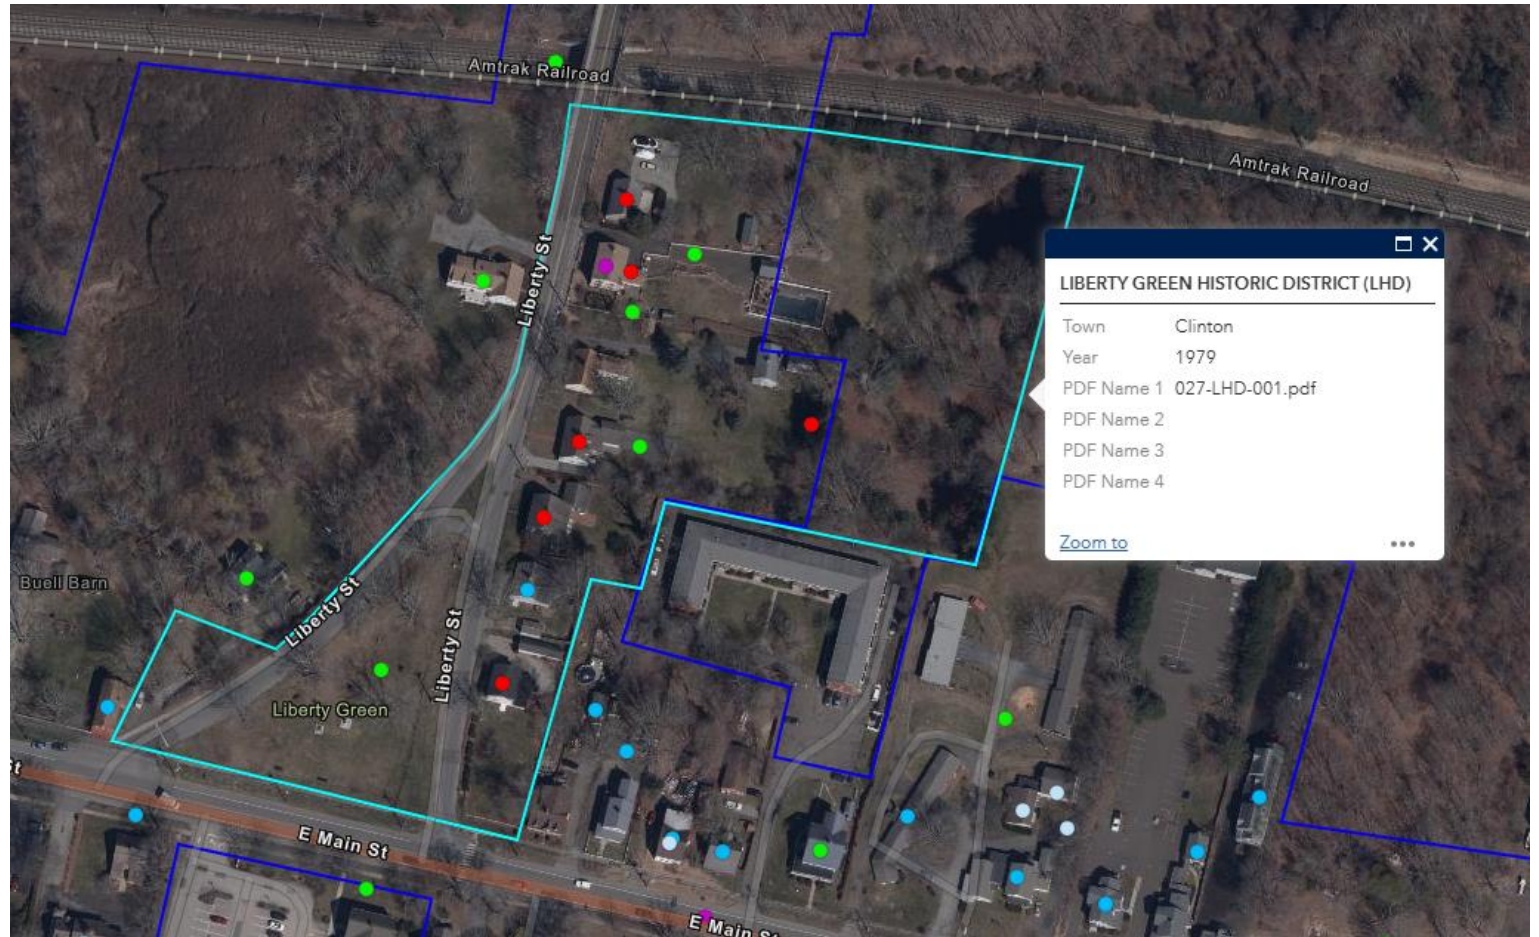 Amtrak Railroad
Amtrak Railroad
Liberty St
LIBERTY GREEN HISTORIC DISTRICT (LHD)
Town Clinton
Year 1979
PDF Name 1 027-LHD-001.pdf
PDF Name 2
PDF Name 3
PDF Name 4
Zoom to
Buell Barn
Liberty St
Liberty St
Liberty Green
St
E Main St
E Main St